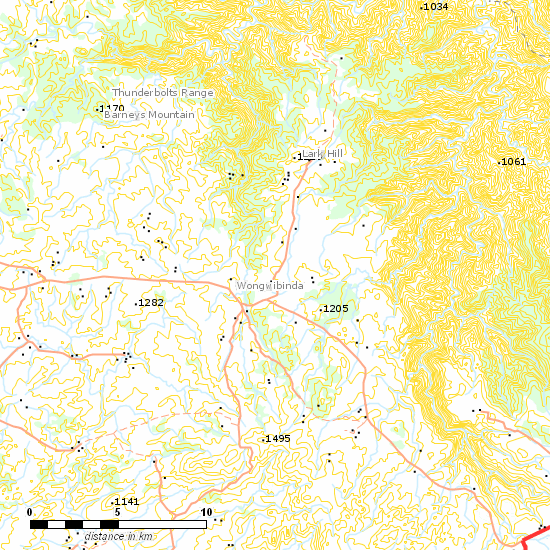 1034
Thunderbolts Range
1170
Barneys Mountain
Lark Hill
1061
Wongwibinda
1282
1205
1495
1141
0 5 10
distance in km